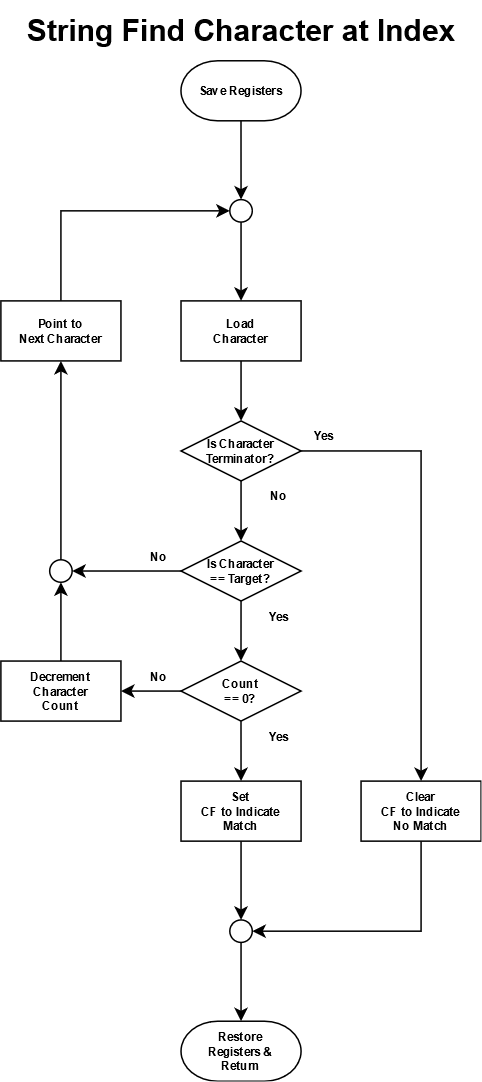 String Find Character at Index
Save Registers
Point to
Next Character
Load
Character
Is Character
Terminator?
Yes
No
Is Character
== Target?
No
Yes
Decrement
Character
Count
No
Count
== 0?
Yes
Set
CF to Indicate
Match
Clear
CF to Indicate
No Match
Restore
Registers &
Return